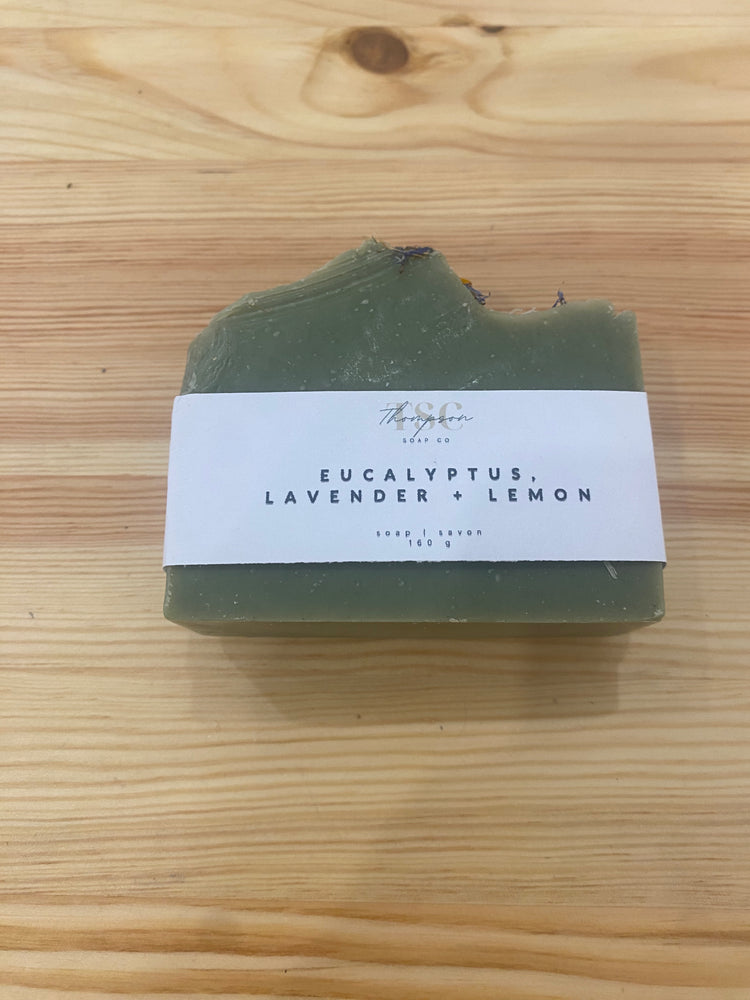 TSC
Thompson
SOAP CO
EUCALYPTUS,
LAVENDER + LEMON
soap | savon
160 g